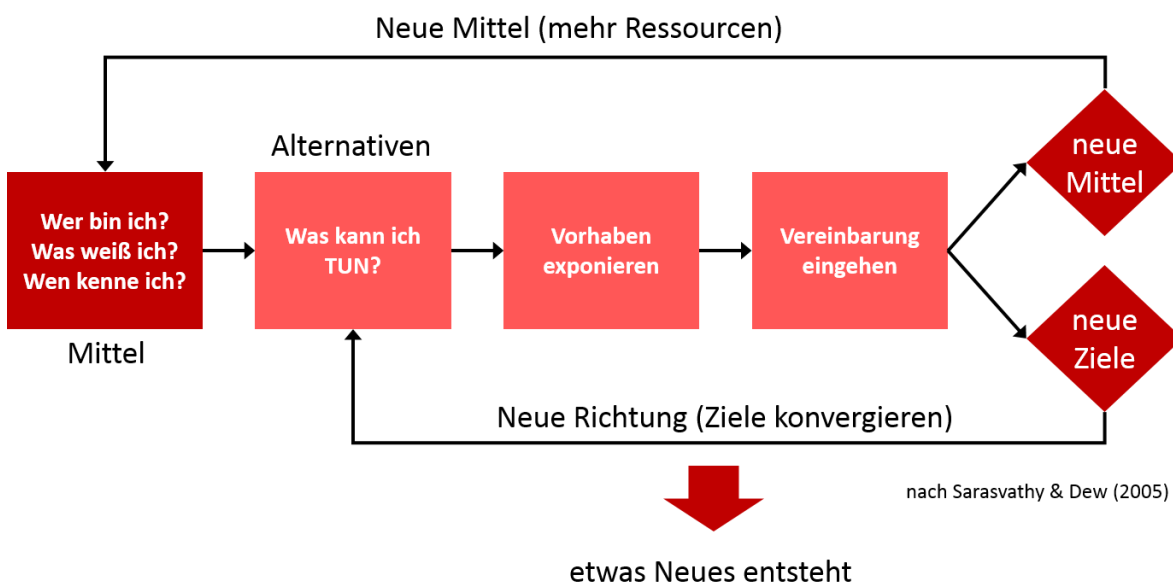 Neue Mittel (mehr Ressourcen)
Alternativen
Wer bin ich?
Was weiß ich?
Wen kenne ich?
Mittel
Was kann ich
TUN?
Vorhaben
exponieren
Vereinbarung
eingehen
neue
Mittel
neue
Ziele
Neue Richtung (Ziele konvergieren)
nach Sarasvathy & Dew (2005)
etwas Neues entsteht